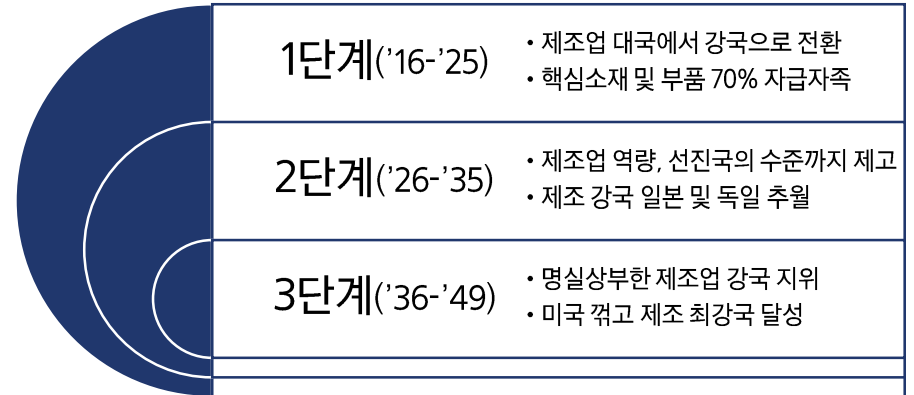 1단계('16-'25)
• 제조업 대국에서 강국으로 전환
• 핵심소재 및 부품 70% 자급자족
2단계('26-'35)
• 제조업 역량, 선진국의 수준까지 제고
• 제조 강국 일본 및 독일 추월
3단계('36-'49)
• 명실상부한 제조업 강국 지위
• 미국 꺾고 제조 최강국 달성